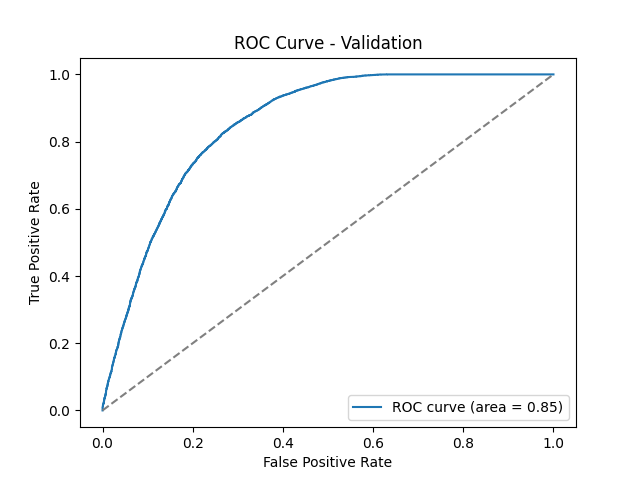 ROC Curve - Validation
1.0
0.8
0.6
0.4
0.2
0.0
True Positive Rate
ROC curve (area = 0.85)
0.0 0.2 0.4 0.6 0.8 1.0
False Positive Rate